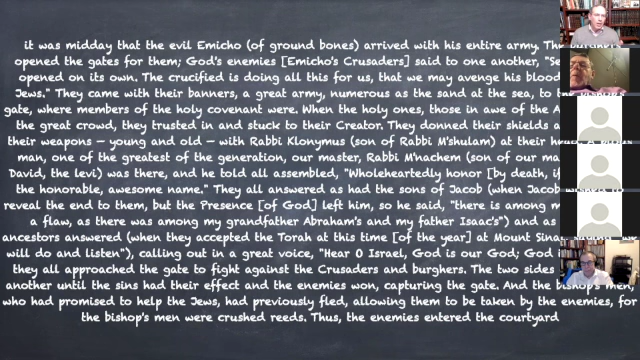 it was midday that the evil Emicho (of ground bones) arrived with his entire army. The
opened the gates for them; God's enemies [Emicho's Crusaders] said to one another,
opened on its own. The crucified is doing all this for us, that we may avenge his blood
Jews." They came with their banners, a great army, numerous as the sand at the sea, to the
gate, where members of the holy covenant were. When the holy ones, those in awe of the
the great crowd, they trusted in and stuck to their Creator. They donned their shields
their weapons — young and old — with Rabbi Klonymus (son of Rabbi M'shulam) at their
man, one of the greatest of the generation, our master, Rabbi M'nachem (son of our
David, the levi) was there, and he told all assembled, "Wholeheartedly honor [by death,
the honorable, awesome name." They all answered as had the sons of Jacob (when Jacob
reveal the end to them, but the Presence [of God] left him, so he said, "there is among
a flaw, as there was among my grandfather Abraham's and my father Isaac's") and as
ancestors answered (when they accepted the Torah at this time [of the year] at Mount
will do and listen"), calling out in a great voice, "Hear O Israel, God is our God; God
they all approached the gate to fight against the Crusaders and burghers. The two sides
another until the sins had their effect and the enemies won, capturing the gate. And the bishop's men,
who had promised to help the Jews, had previously fled, allowing them to be taken by the enemies, for
the bishop's men were crushed reeds. Thus, the enemies entered the courtyard